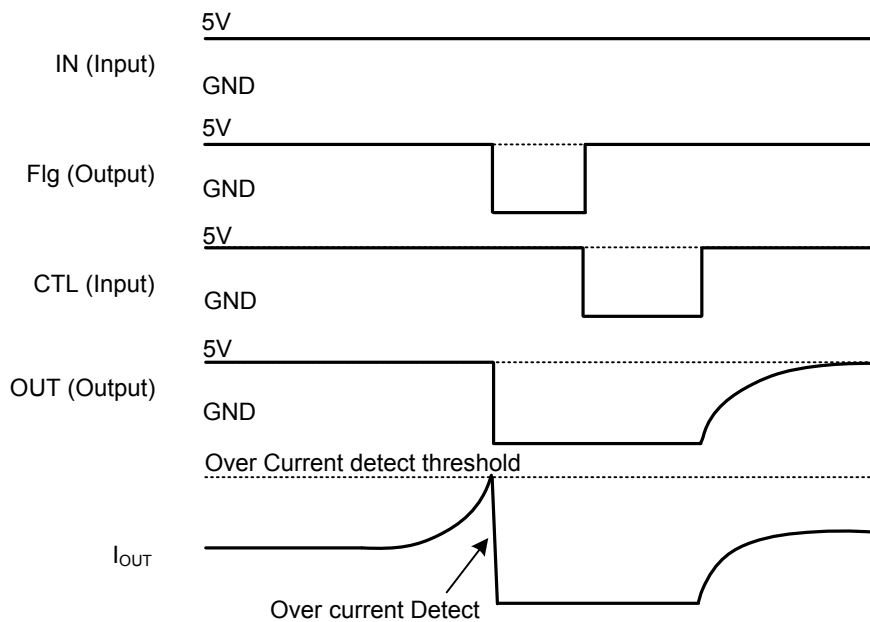 5V
IN (Input)
GND
5V
Flg (Output)
GND
5V
CTL (Input)
GND
5V
OUT (Output)
GND
Over Current detect threshold
IOUT
Over current Detect